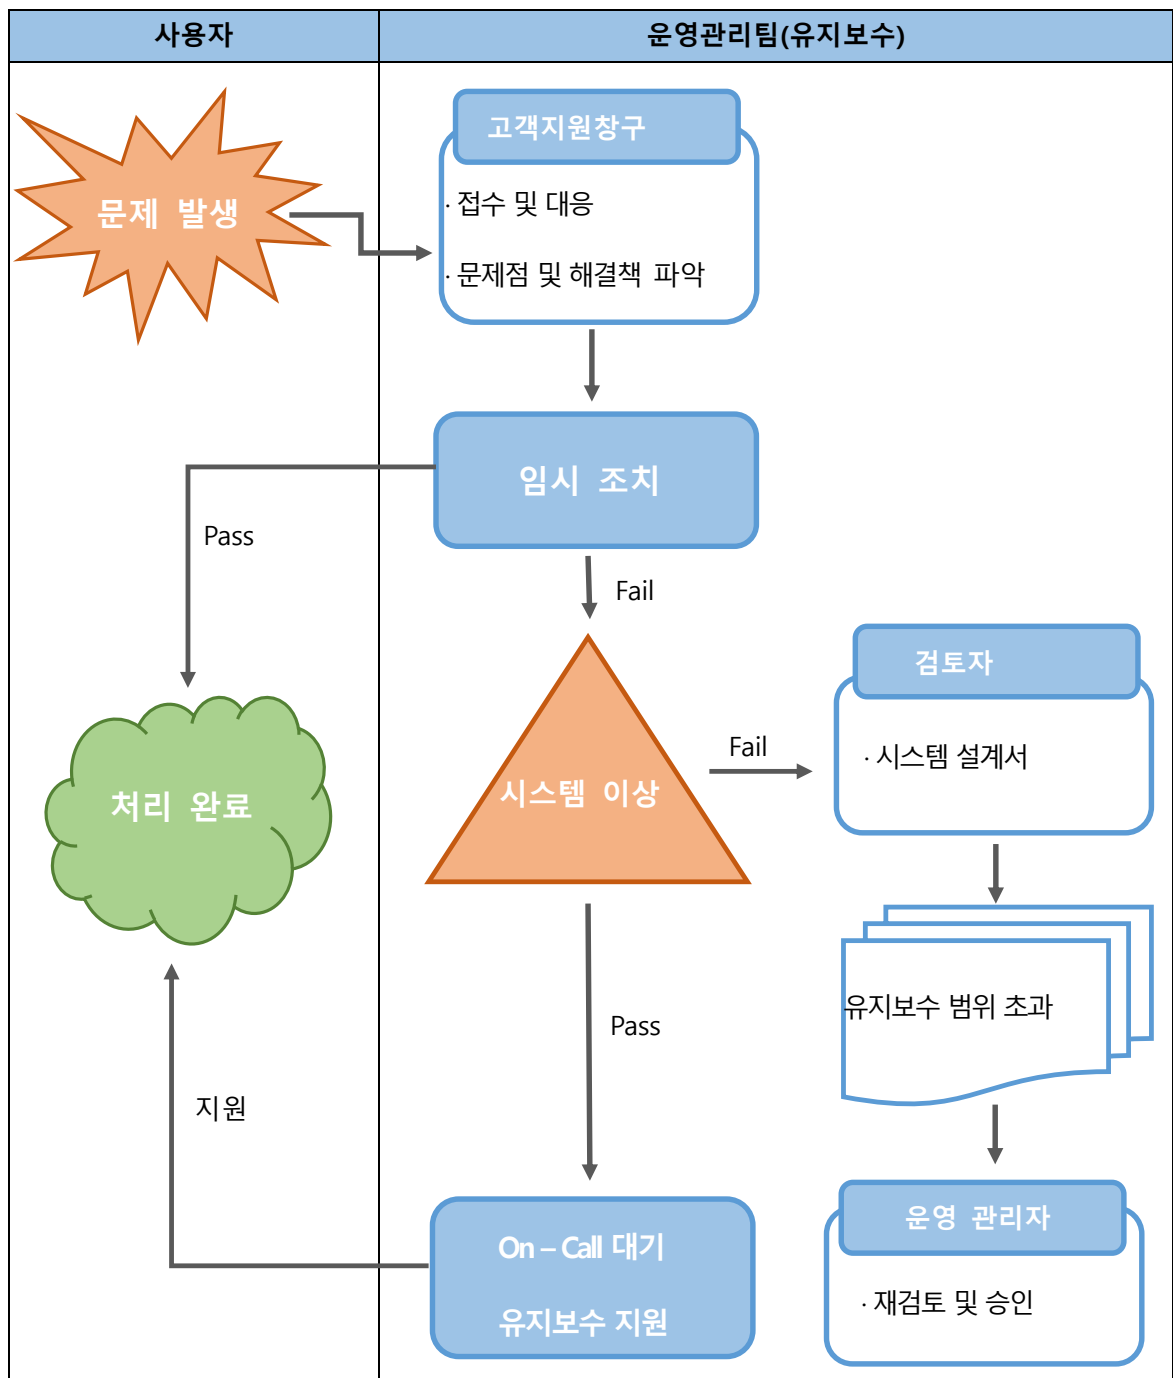 사용자
운영관리팀(유지보수)
문제 발생
고객지원창구
· 접수 및 대응
· 문제점 및 해결책 파악
임시 조치
Pass
Fail
시스템 이상
Fail
검토자
· 시스템 설계서
처리 완료
유지보수 범위 초과
Pass
지원
On – Call 대기
유지보수 지원
운영 관리자
· 재검토 및 승인